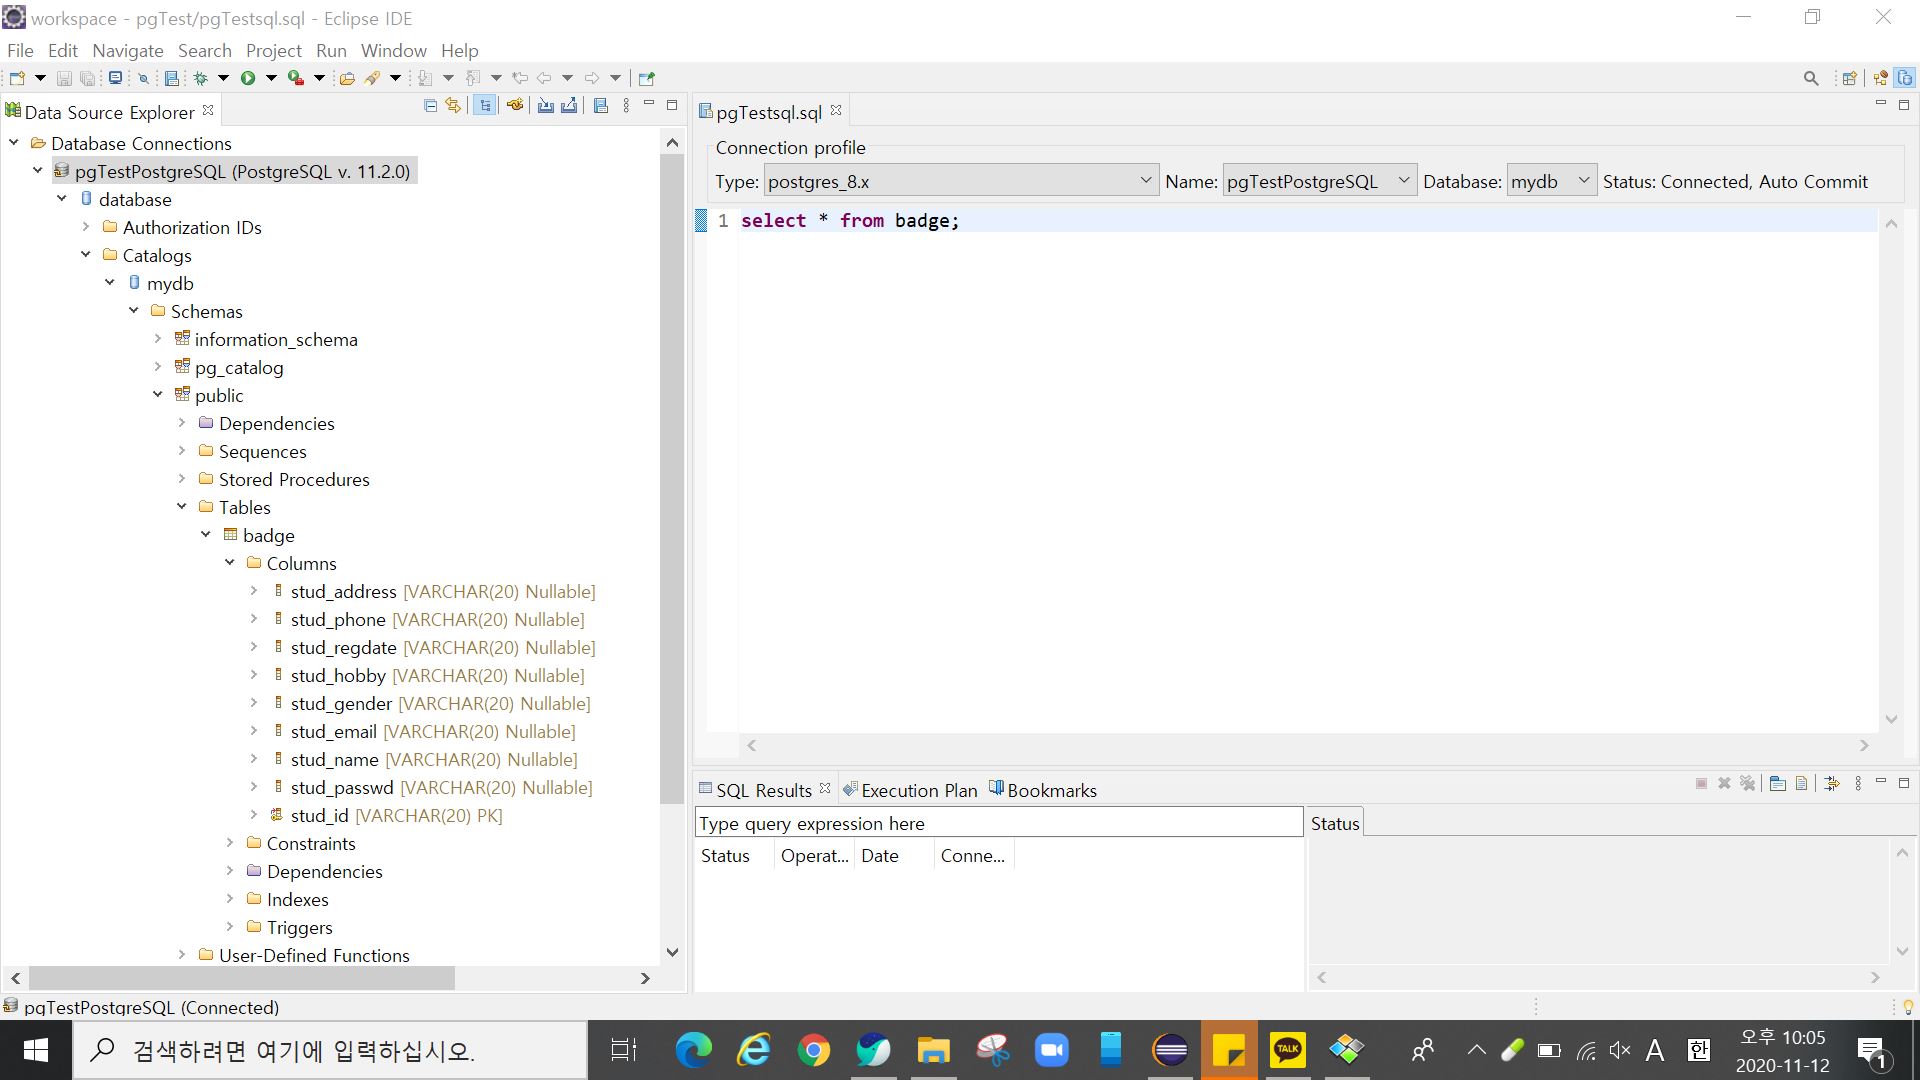 workspace - pgTest/pgTestsql.sql - Eclipse IDE
File Edit Navigate Search Project Run Window Help
Data Source Explorer
Database Connections
pgTestPostgreSQL (PostgreSQL v. 11.2.0)
database
Authorization IDs
Catalogs
mydb
Schemas
information_schema
pg_catalog
public
Dependencies
Sequences
Stored Procedures
Tables
badge
Columns
stud_address [VARCHAR(20) Nullable]
stud_phone [VARCHAR(20) Nullable]
stud_regdate [VARCHAR(20) Nullable]
stud_hobby [VARCHAR(20) Nullable]
stud_gender [VARCHAR(20) Nullable]
stud_email [VARCHAR(20) Nullable]
stud_name [VARCHAR(20) Nullable]
stud_passwd [VARCHAR(20) Nullable]
stud_id [VARCHAR(20) PK]
Constraints
Dependencies
Indexes
Triggers
User-Defined Functions
pgTestsql.sql
Connection profile
Type: postgres_8.x Name: pgTestPostgreSQL Database: mydb Status: Connected, Auto Commit
1 select * from badge;
SQL Results Execution Plan Bookmarks
Type query expression here
Status Operat... Date Conne...
Status
pgTestPostgreSQL (Connected)
검색하려면 여기에 입력하십시오.
TALK
A 한
오후 10:05
2020-11-12
1